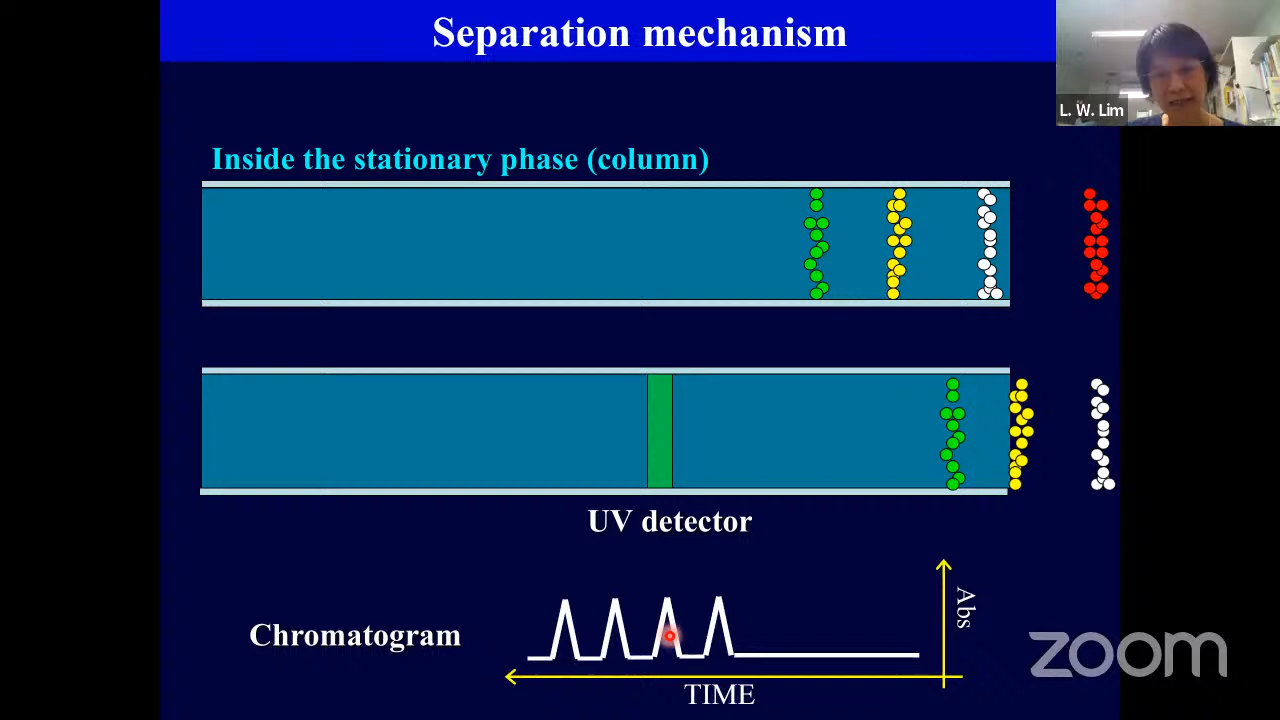 Separation mechanism
L. W. Lim
Inside the stationary phase (column)
UV detector
Abs
Chromatogram
zoom
TIME